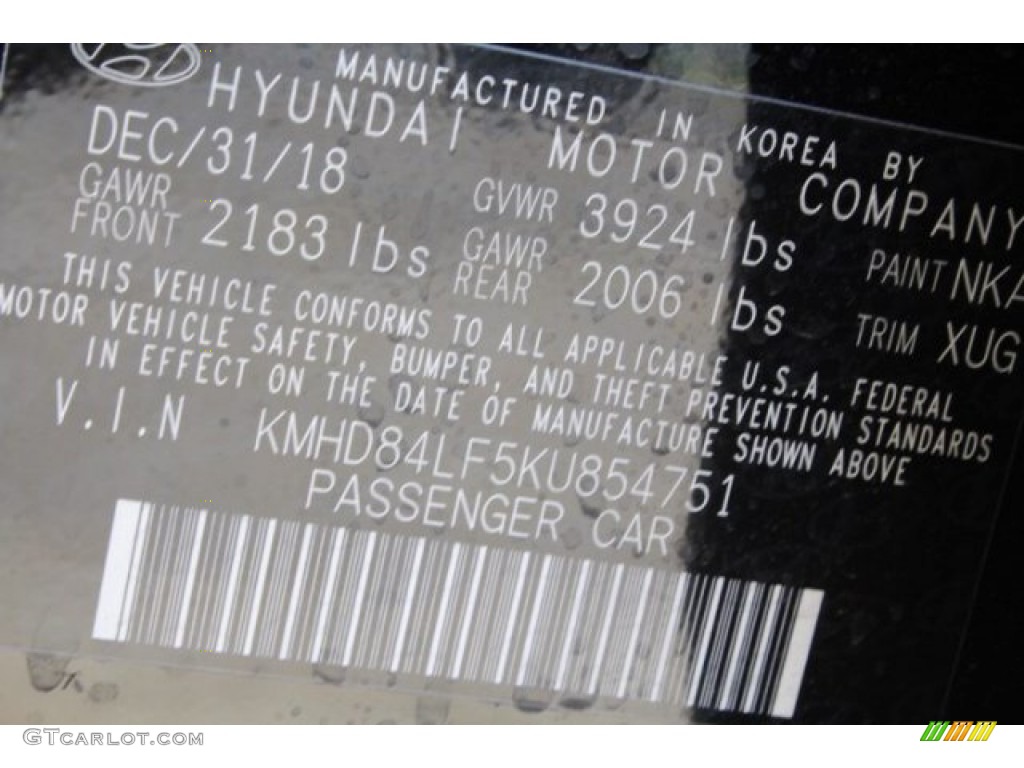 MANUFACTURED IN KOREA BY
HYUNDAI MOTOR COMPANY
DEC/31/18 GVWR 3924 lbs
GAWR FRONT 2183 lbs GAWR REAR 2006 lbs PAINT NKA
TRIM XUG
THIS VEHICLE CONFORMS TO ALL APPLICABLE U.S.A. FEDERAL
MOTOR VEHICLE SAFETY, BUMPER, AND THEFT PREVENTION STANDARDS
IN EFFECT ON THE DATE OF MANUFACTURE SHOWN ABOVE
V.I.N KMHD84LF5KU854751
PASSENGER CAR
GTCARLOT.COM